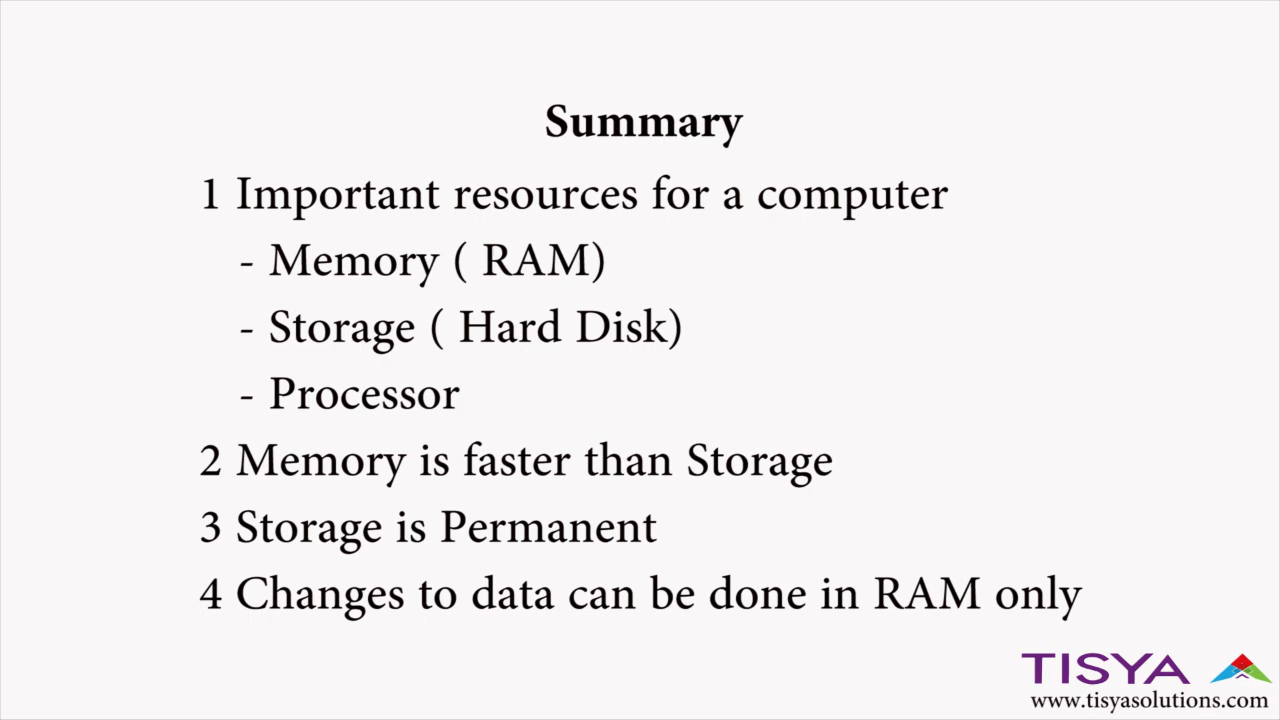 Summary
1 Important resources for a computer
- Memory ( RAM)
- Storage ( Hard Disk)
- Processor
2 Memory is faster than Storage
3 Storage is Permanent
4 Changes to data can be done in RAM only
TISYA
www.tisyasolutions.com